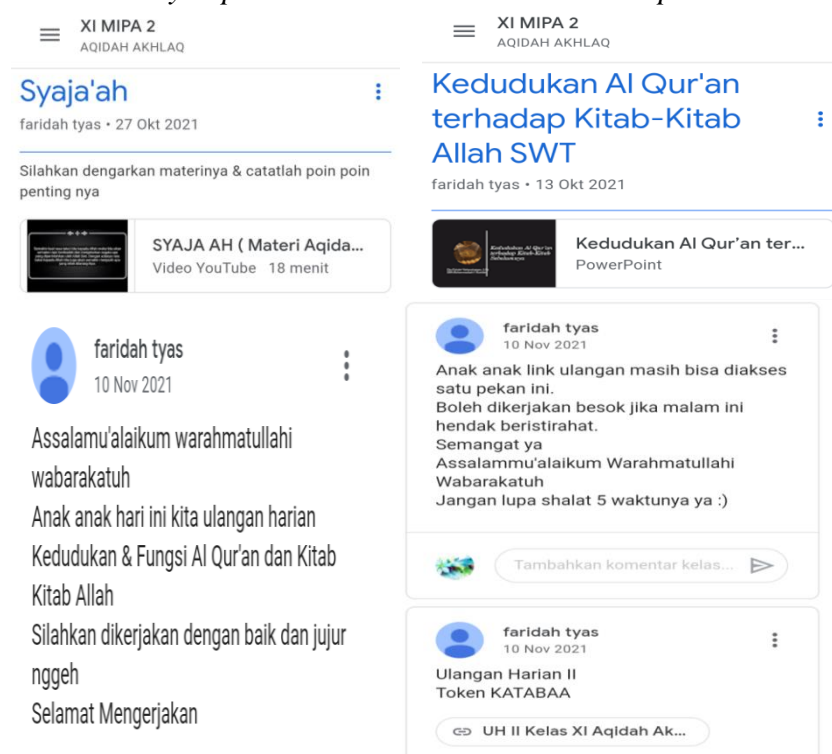 XI MIPA 2
AQIDAH AKHLAQ
Syaja'ah
faridah tyas • 27 Okt 2021
Silahkan dengarkan materinya & catatlah poin poin
penting nya
SYAJA AH ( Materi Aqida...
Video YouTube 18 menit
faridah tyas
10 Nov 2021
Assalamu'alaikum warahmatullahi
wabarakatuh
Anak anak hari ini kita ulangan harian
Kedudukan & Fungsi Al Qur'an dan Kitab
Kitab Allah
Silahkan dikerjakan dengan baik dan jujur
nggeh
Selamat Mengerjakan
XI MIPA 2
AQIDAH AKHLAQ
Kedudukan Al Qur'an
terhadap Kitab-Kitab
Allah SWT
faridah tyas • 13 Okt 2021
Kedudukan Al Qur'an ter...
PowerPoint
faridah tyas
10 Nov 2021
Anak anak link ulangan masih bisa diakses
satu pekan ini.
Boleh dikerjakan besok jika malam ini
hendak beristirahat.
Semangat ya
Assalammu'alaikum Warahmatullahi
Wabarakatuh
Jangan lupa shalat 5 waktunya ya :)
Tambahkan komentar kelas...
faridah tyas
10 Nov 2021
Ulangan Harian II
Token KATABAA
UH II Kelas XI Aqidah Ak...